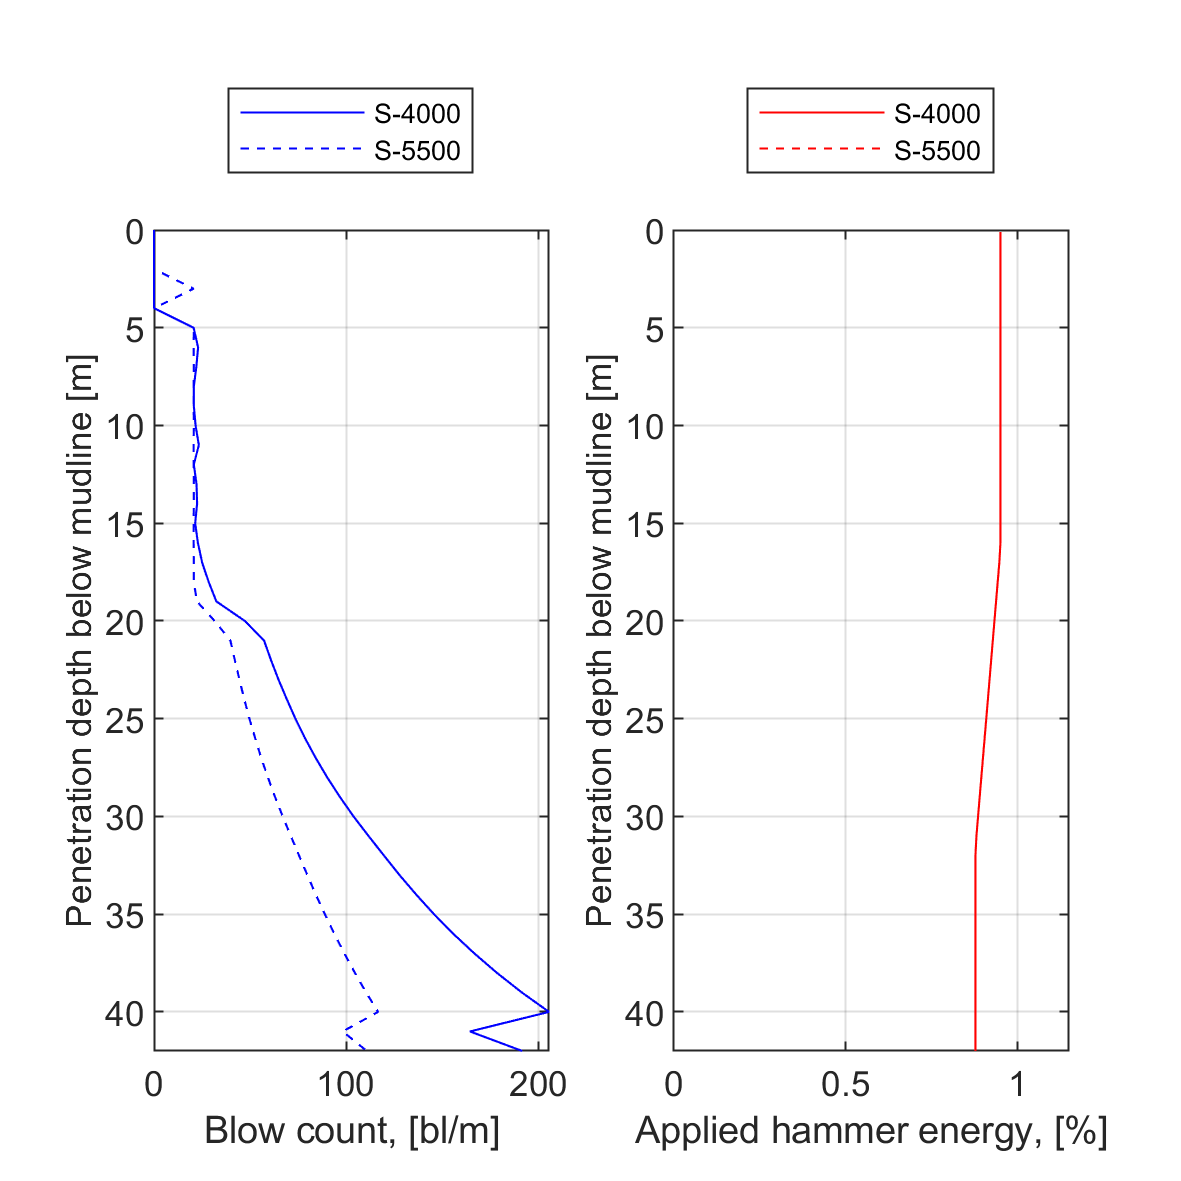 S-4000
S-5500
S-4000
S-5500
0
5
10
15
20
25
30
35
40
Penetration depth below mudline [m]
0 100 200
Blow count, [bl/m]
0
5
10
15
20
25
30
35
40
Penetration depth below mudline [m]
0 0.5 1
Applied hammer energy, [%]